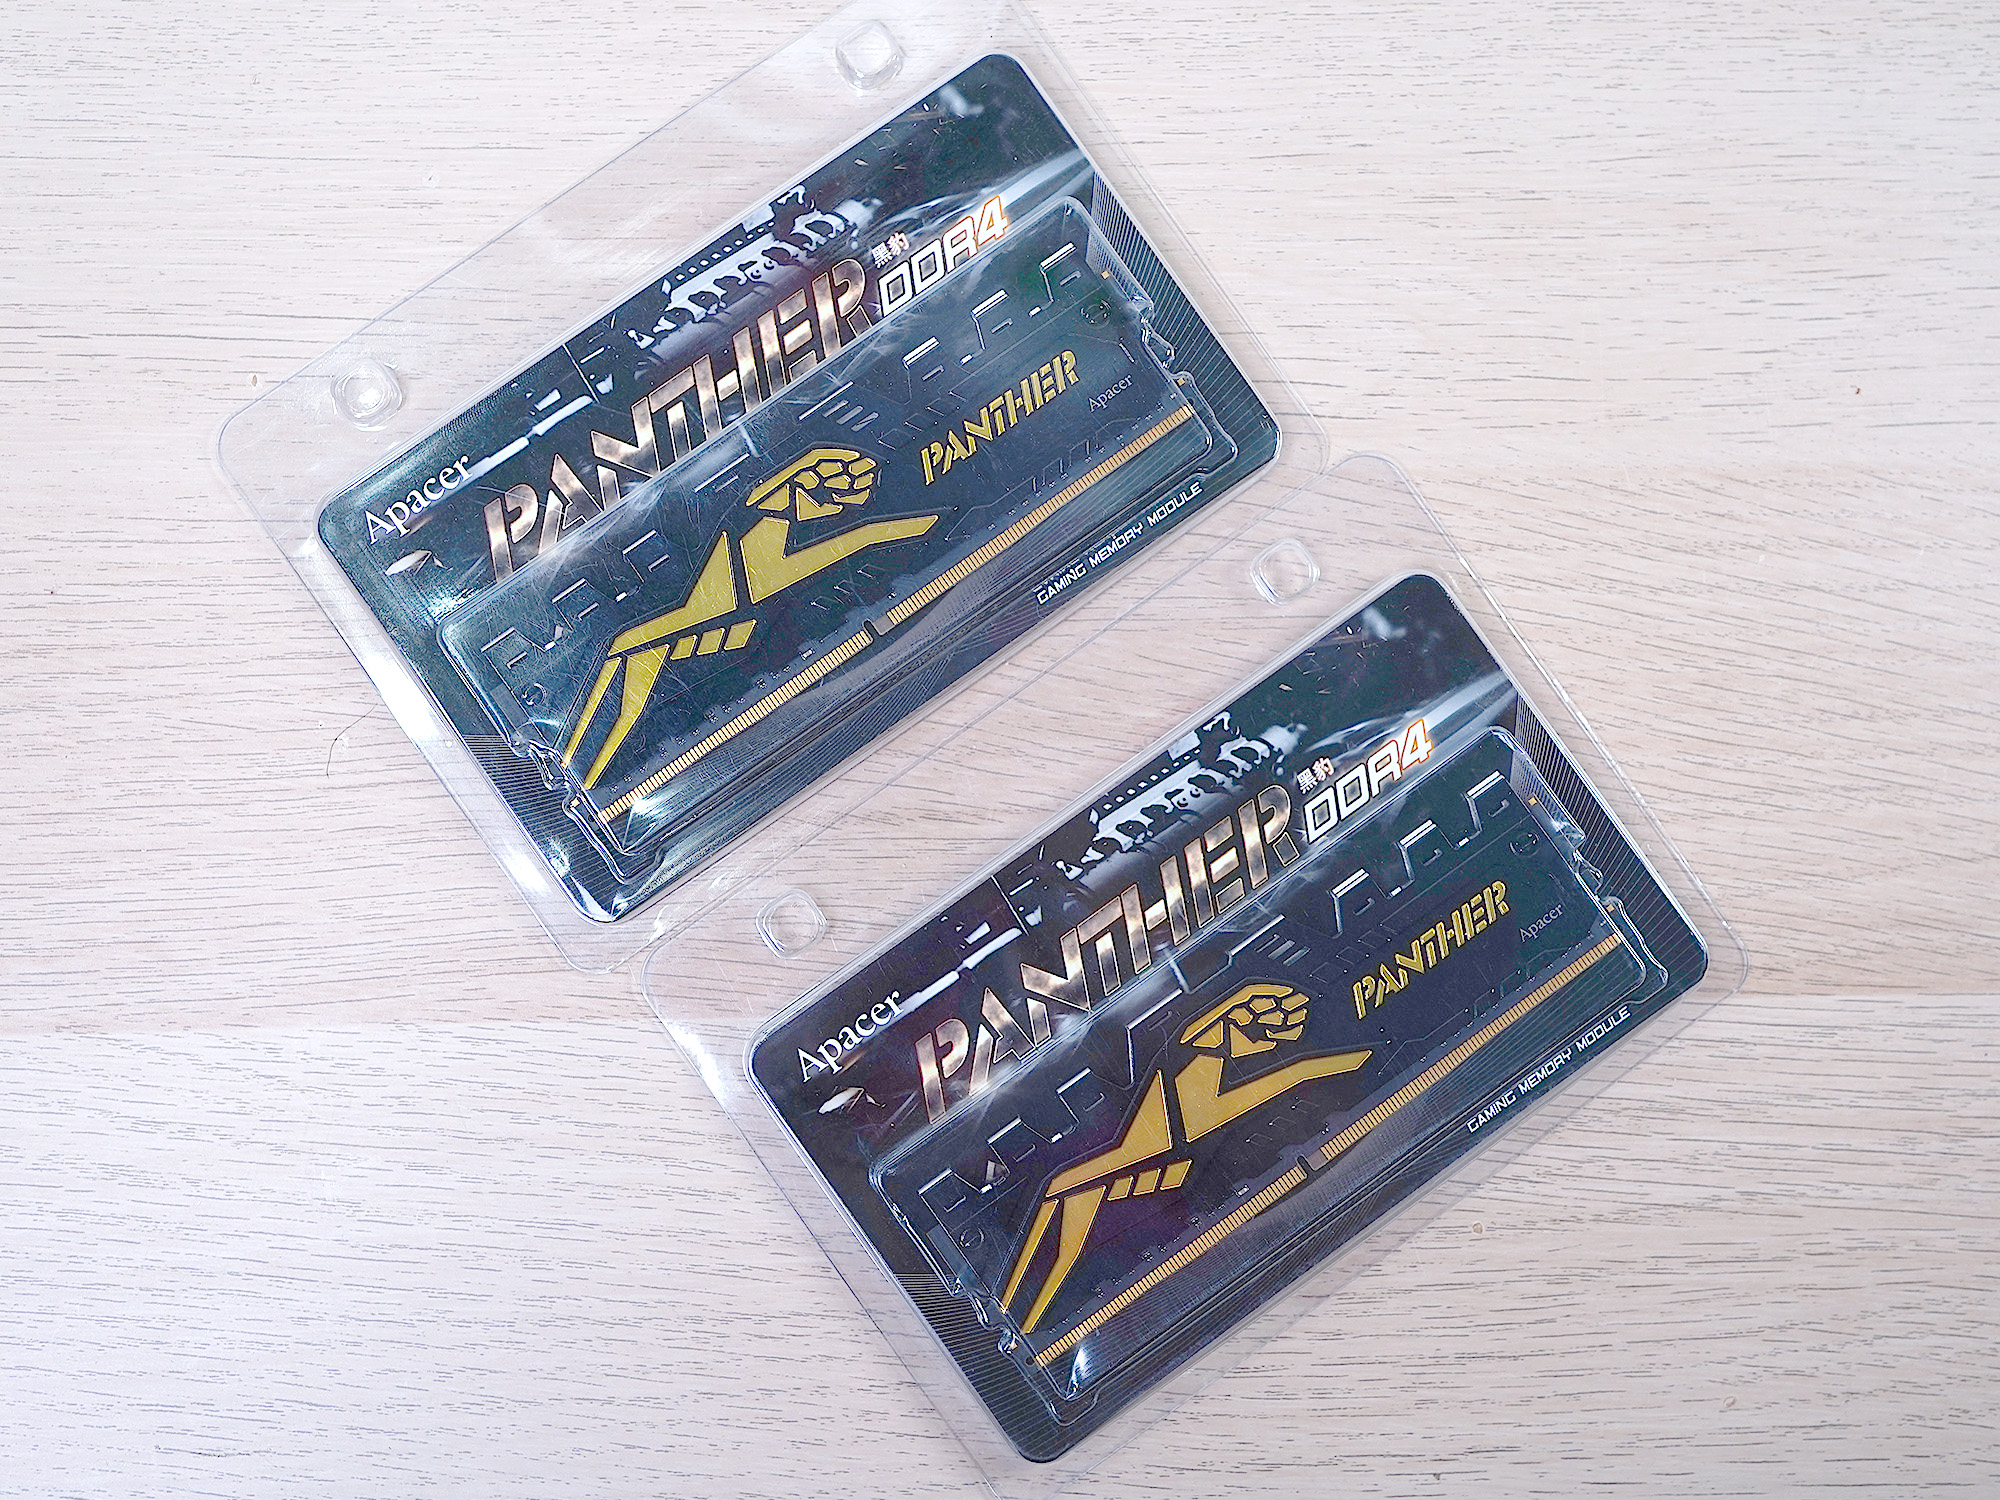 Apacer
PANTHER
黑豹
DDR4
PANTHER
Apacer
GAMING MEMORY MODULE
Apacer
PANTHER
黑豹
DDR4
PANTHER
Apacer
GAMING MEMORY MODULE